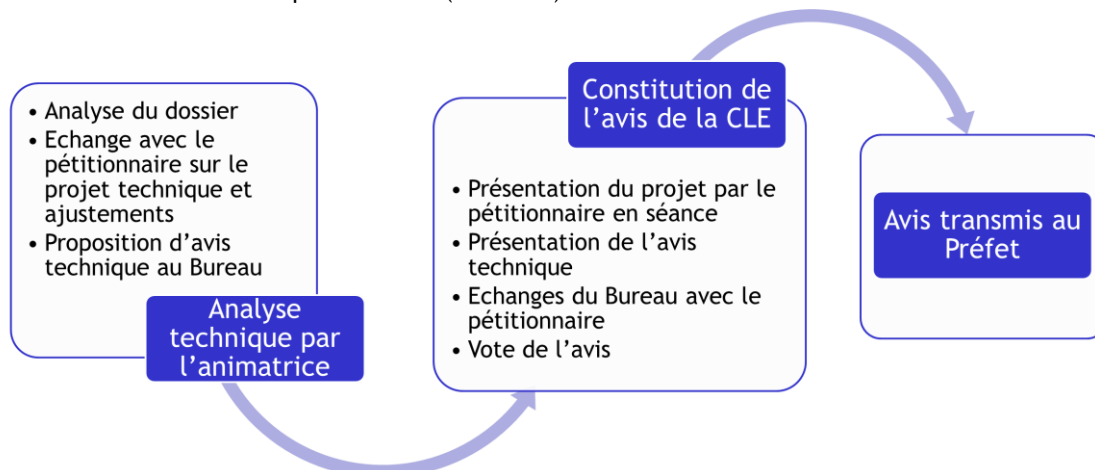 • Analyse du dossier
• Echange avec le
pétitionnaire sur le
projet technique et
ajustements
• Proposition d’avis
technique au Bureau
Analyse
technique par
l’animatrice
Constitution de
l’avis de la CLE
• Présentation du projet par le
pétitionnaire en séance
• Présentation de l’avis
technique
• Echanges du Bureau avec le
pétitionnaire
• Vote de l’avis
Avis transmis au
Préfet